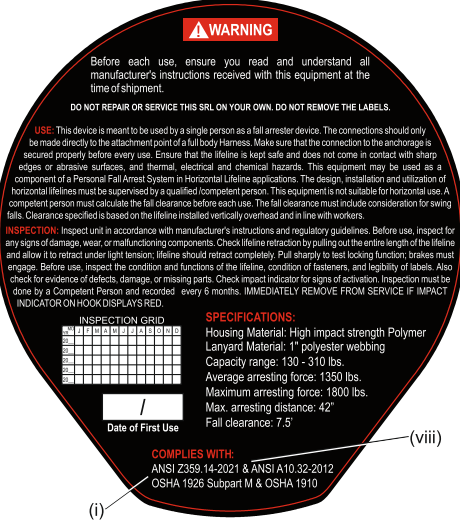 WARNING
Before each use, ensure you read and understand all
manufacturer's instructions received with this equipment at the
time of shipment.
DO NOT REPAIR OR SERVICE THIS SRL ON YOUR OWN. DO NOT REMOVE THE LABELS.
USE: This device is meant to be used by a single person as a fall arrester device. The connections should only
be made directly to the attachment point of a full body Harness. Make sure that the connection to the anchorage is
secured properly before every use. Ensure that the lifeline is kept safe and does not come in contact with sharp
edges or abrasive surfaces, and thermal, electrical and chemical hazards. This equipment may be used as a
component of a Personal Fall Arrest System in Horizontal Lifeline applications. The design, installation and utilization of
horizontal lifelines must be supervised by a qualified /competent person. This equipment is not suitable for horizontal use. A
competent person must calculate the fall clearance before each use. The fall clearance must include consideration for swing
falls. Clearance specified is based on the lifeline installed vertically overhead and in line with workers.
INSPECTION: Inspect unit in accordance with manufacturer's instructions and regulatory guidelines. Before use, inspect for
any signs of damage, wear, or malfunctioning components. Check lifeline retraction by pulling out the entire length of the lifeline
and allow it to retract under light tension; lifeline should retract completely. Pull sharply to test locking function; brakes must
engage. Before use, inspect the condition and functions of the lifeline, condition of fasteners, and legibility of labels. Also
check for evidence of defects, damage, or missing parts. Check impact indicator for signs of activation. Inspection must be
done by a Competent Person and recorded every 6 months. IMMEDIATELY REMOVE FROM SERVICE IF IMPACT
INDICATOR ON HOOK DISPLAYS RED.
INSPECTION GRID
J F M A M J J A S O N D
20
20
20
20
/
Date of First Use
SPECIFICATIONS:
Housing Material: High impact strength Polymer
Lanyard Material: 1" polyester webbing
Capacity range: 130 - 310 lbs.
Average arresting force: 1350 lbs.
Maximum arresting force: 1800 lbs.
Max. arresting distance: 42"
Fall clearance: 7.5'
COMPLIES WITH:
ANSI Z359.14-2021 & ANSI A10.32-2012
OSHA 1926 Subpart M & OSHA 1910
(viii)
(i)